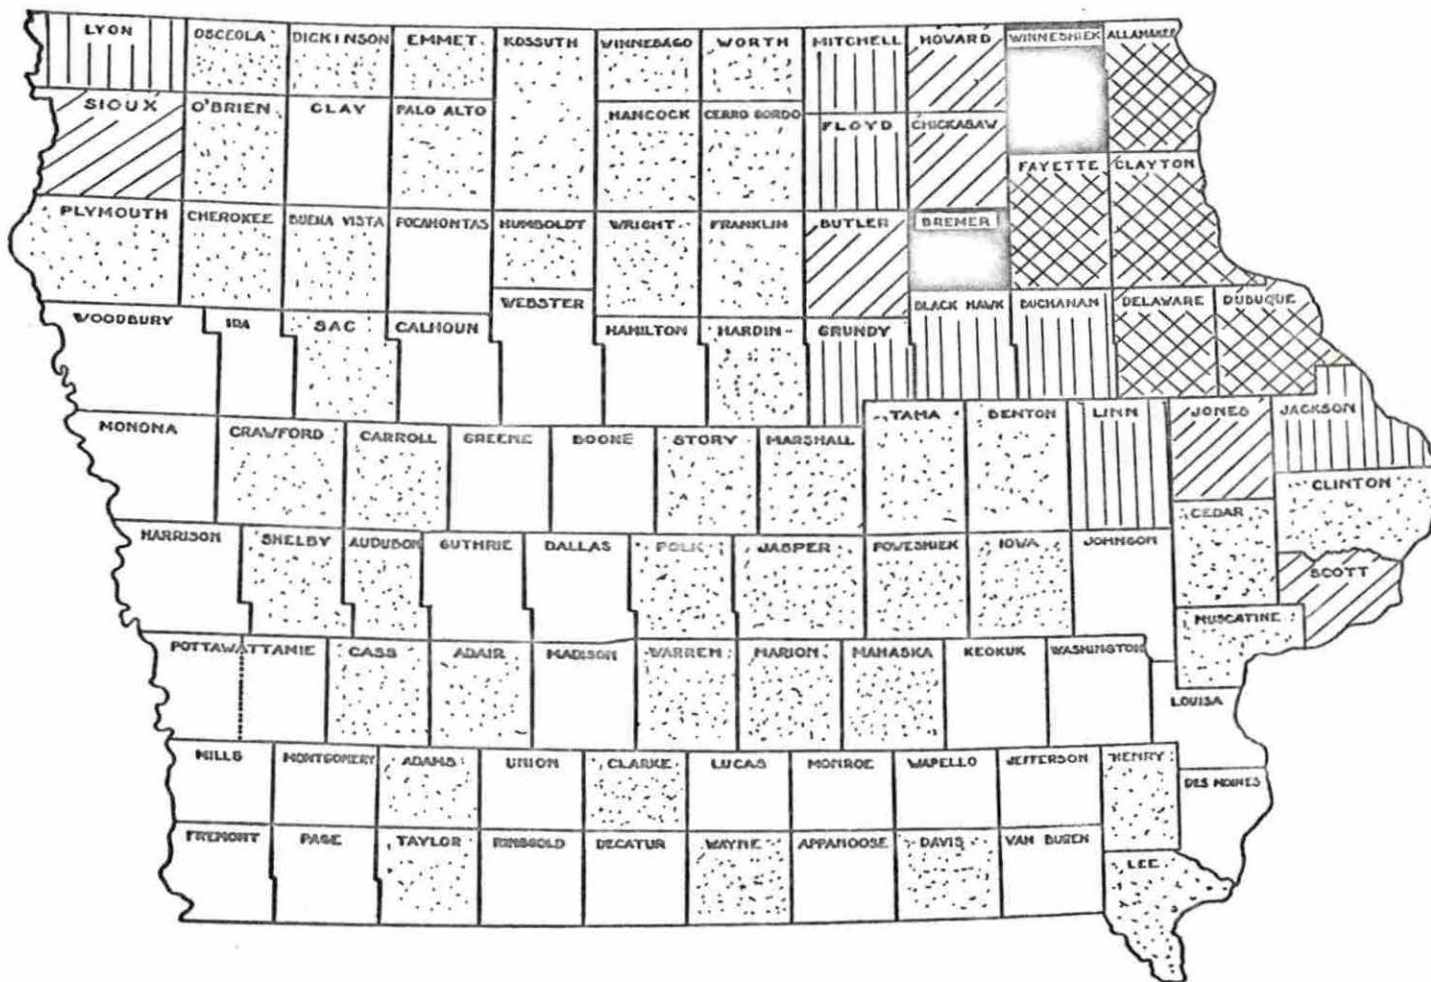 LYON OSCEOLA DICKINSON EMMET KOSSUTH WINNEBAGO WORTH MITCHELL HOWARD WINNESHIEK ALLAMAKEE
SIOUX O'BRIEN CLAY PALO ALTO HANCOCK CERRO GORDO FLOYD CHICKASAW
FAYETTE CLAYTON
PLYMOUTH CHEROKEE BUENA VISTA POCAHONTAS HUMBOLDT WRIGHT FRANKLIN BUTLER BREMER
WEBSTER BLACK HAWK BUCHANAN DELAWARE DUBUQUE
WOODBURY IDA SAC CALHOUN HAMILTON HARDIN GRUNDY
MONONA CRAWFORD CARROLL GREENE BOONE STORY MARSHALL TAMA BENTON LINN JONES JACKSON
CLINTON
CEDAR
HARRISON SHELBY AUDUBON GUTHRIE DALLAS POLK JASPER POWESHIEK IOWA JOHNSON
SCOTT
MUSCATINE
POTTAWATTAMIE CASS ADAIR MADISON WARREN MARION MAHASKA KEOKUK WASHINGTON
LOUISA
MILLS MONTGOMERY ADAMS UNION CLARKE LUCAS MONROE WAPELLO JEFFERSON HENRY
DES MOINES
FREMONT PAGE TAYLOR RINGGOLD DECATUR WAYNE APPANOOSE DAVIS VAN BUREN
LEE